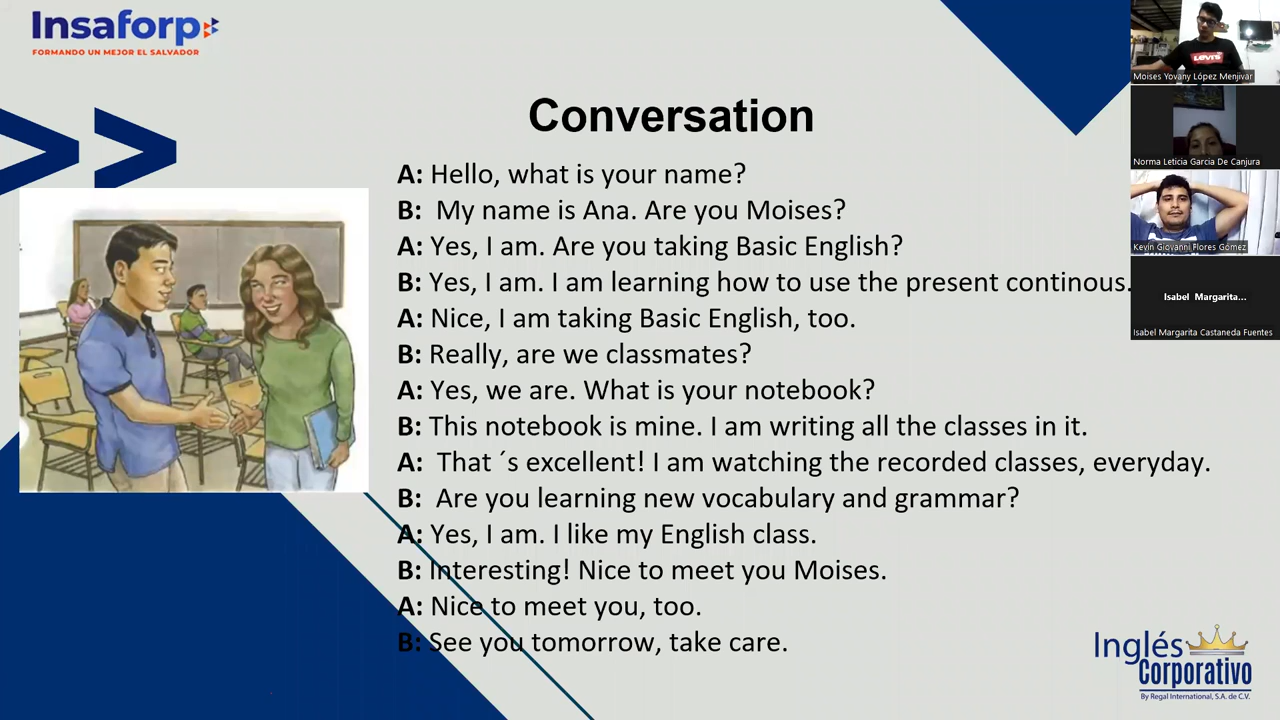 Insaforp
FORMANDO UN MEJOR EL SALVADOR
Conversation
A: Hello, what is your name?
B: My name is Ana. Are you Moises?
A: Yes, I am. Are you taking Basic English?
B: Yes, I am. I am learning how to use the present continous.
A: Nice, I am taking Basic English, too.
B: Really, are we classmates?
A: Yes, we are. What is your notebook?
B: This notebook is mine. I am writing all the classes in it.
A: That ´s excellent! I am watching the recorded classes, everyday.
B: Are you learning new vocabulary and grammar?
A: Yes, I am. I like my English class.
B: Interesting! Nice to meet you Moises.
A: Nice to meet you, too.
B: See you tomorrow, take care.
LEVI'S
Moises Yovany López Menjivar
Norma Leticia Garcia De Canjura
Kevin Giovanni Flores Gómez
Isabel Margarita...
Isabel Margarita Castaneda Fuentes
Inglés
Corporativo
By Regal International, S.A. de C.V.